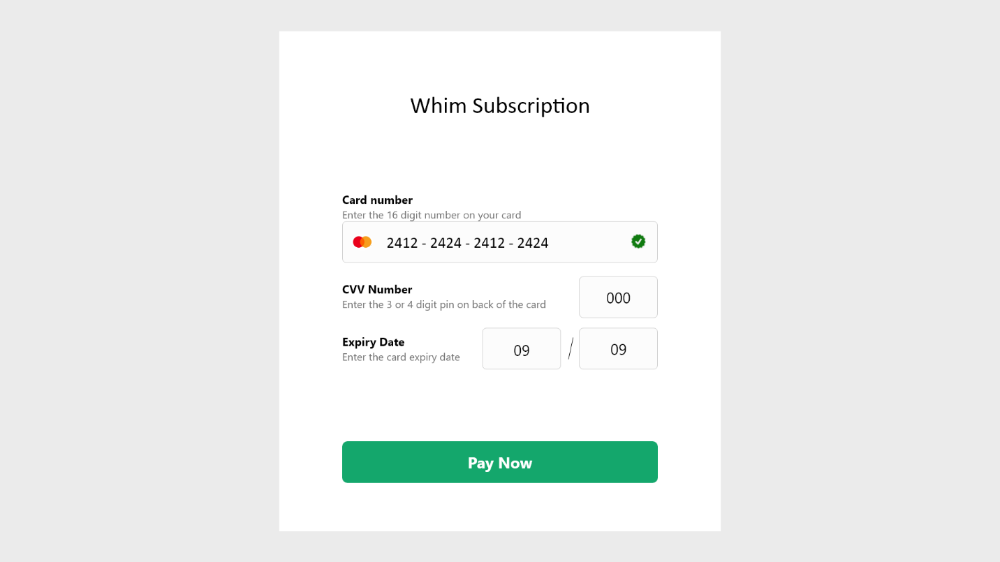 Whim Subscription
Card number
Enter the 16 digit number on your card
2412 - 2424 - 2412 - 2424
CVV Number
Enter the 3 or 4 digit pin on back of the card
000
Expiry Date
Enter the card expiry date
09 / 09
Pay Now